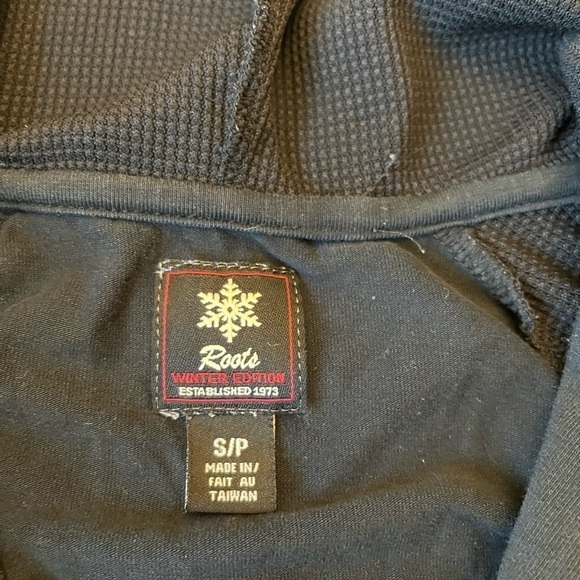 Roots
WINTER EDITION
ESTABLISHED 1973
S/P
MADE IN/
FAIT AU
TAIWAN